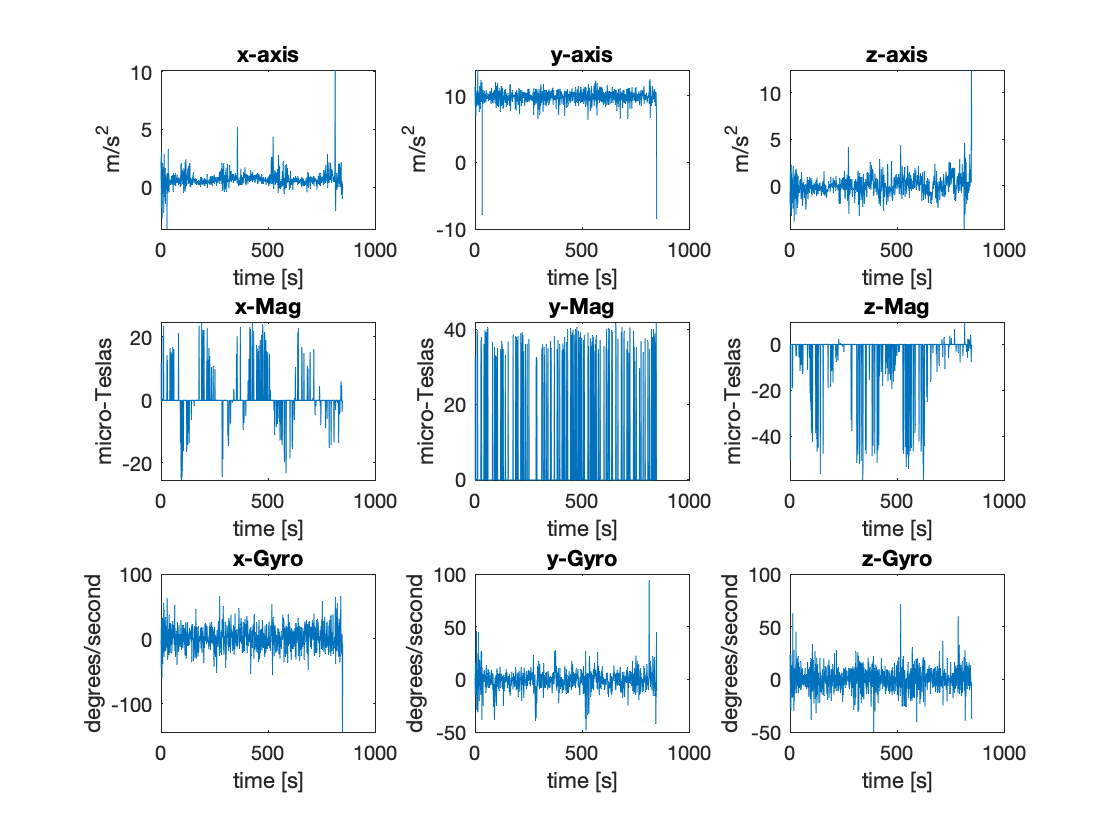 x-axis
y-axis
z-axis
m/s²
10
5
0
0 500 1000
time [s]
m/s²
10
0
-10
0 500 1000
time [s]
m/s²
10
5
0
0 500 1000
time [s]
x-Mag
y-Mag
z-Mag
micro-Teslas
20
0
-20
0 500 1000
time [s]
micro-Teslas
40
20
0
0 500 1000
time [s]
micro-Teslas
0
-20
-40
0 500 1000
time [s]
x-Gyro
y-Gyro
z-Gyro
degrees/second
100
0
-100
0 500 1000
time [s]
degrees/second
100
50
0
-50
0 500 1000
time [s]
degrees/second
100
50
0
-50
0 500 1000
time [s]